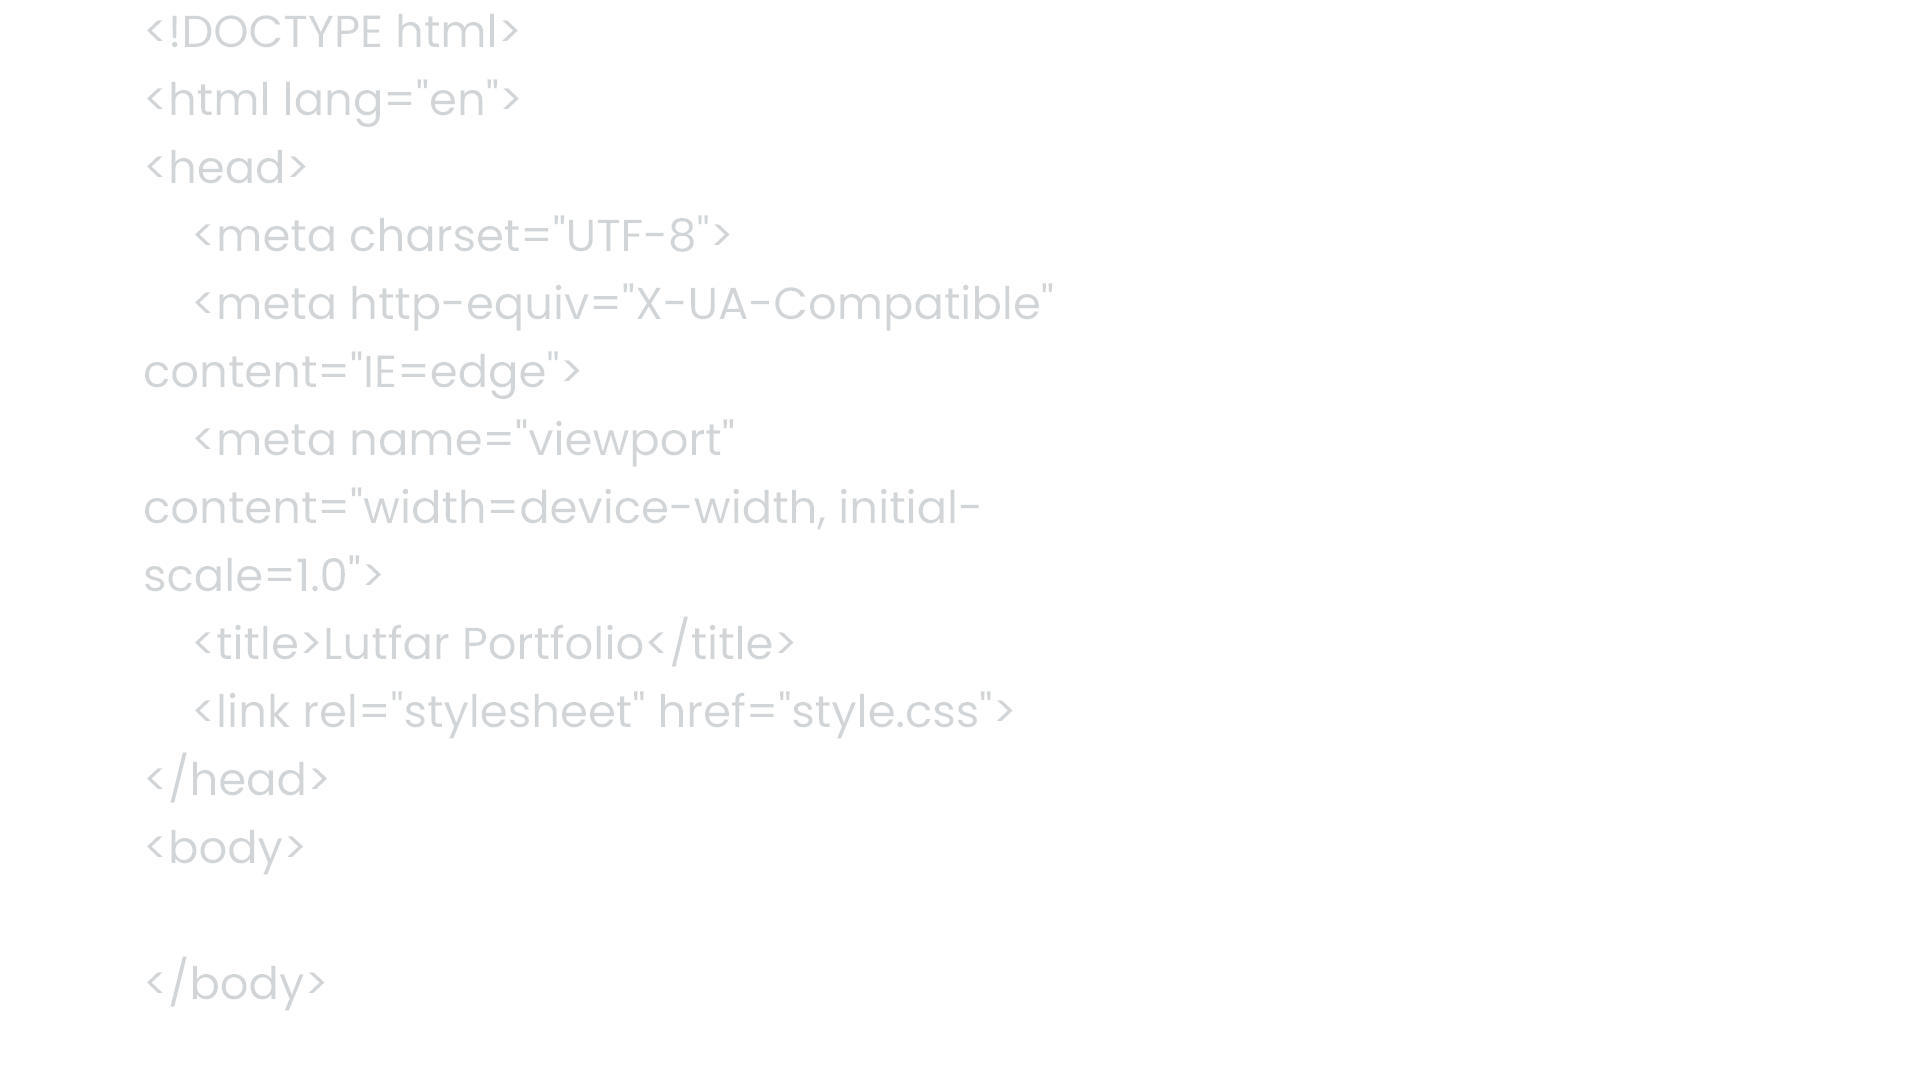 <!DOCTYPE html>
<html lang="en">
<head>
    <meta charset="UTF-8">
    <meta http-equiv="X-UA-Compatible"
content="IE=edge">
    <meta name="viewport"
content="width=device-width, initial-
scale=1.0">
    <title>Lutfar Portfolio</title>
    <link rel="stylesheet" href="style.css">
</head>
<body>

</body>